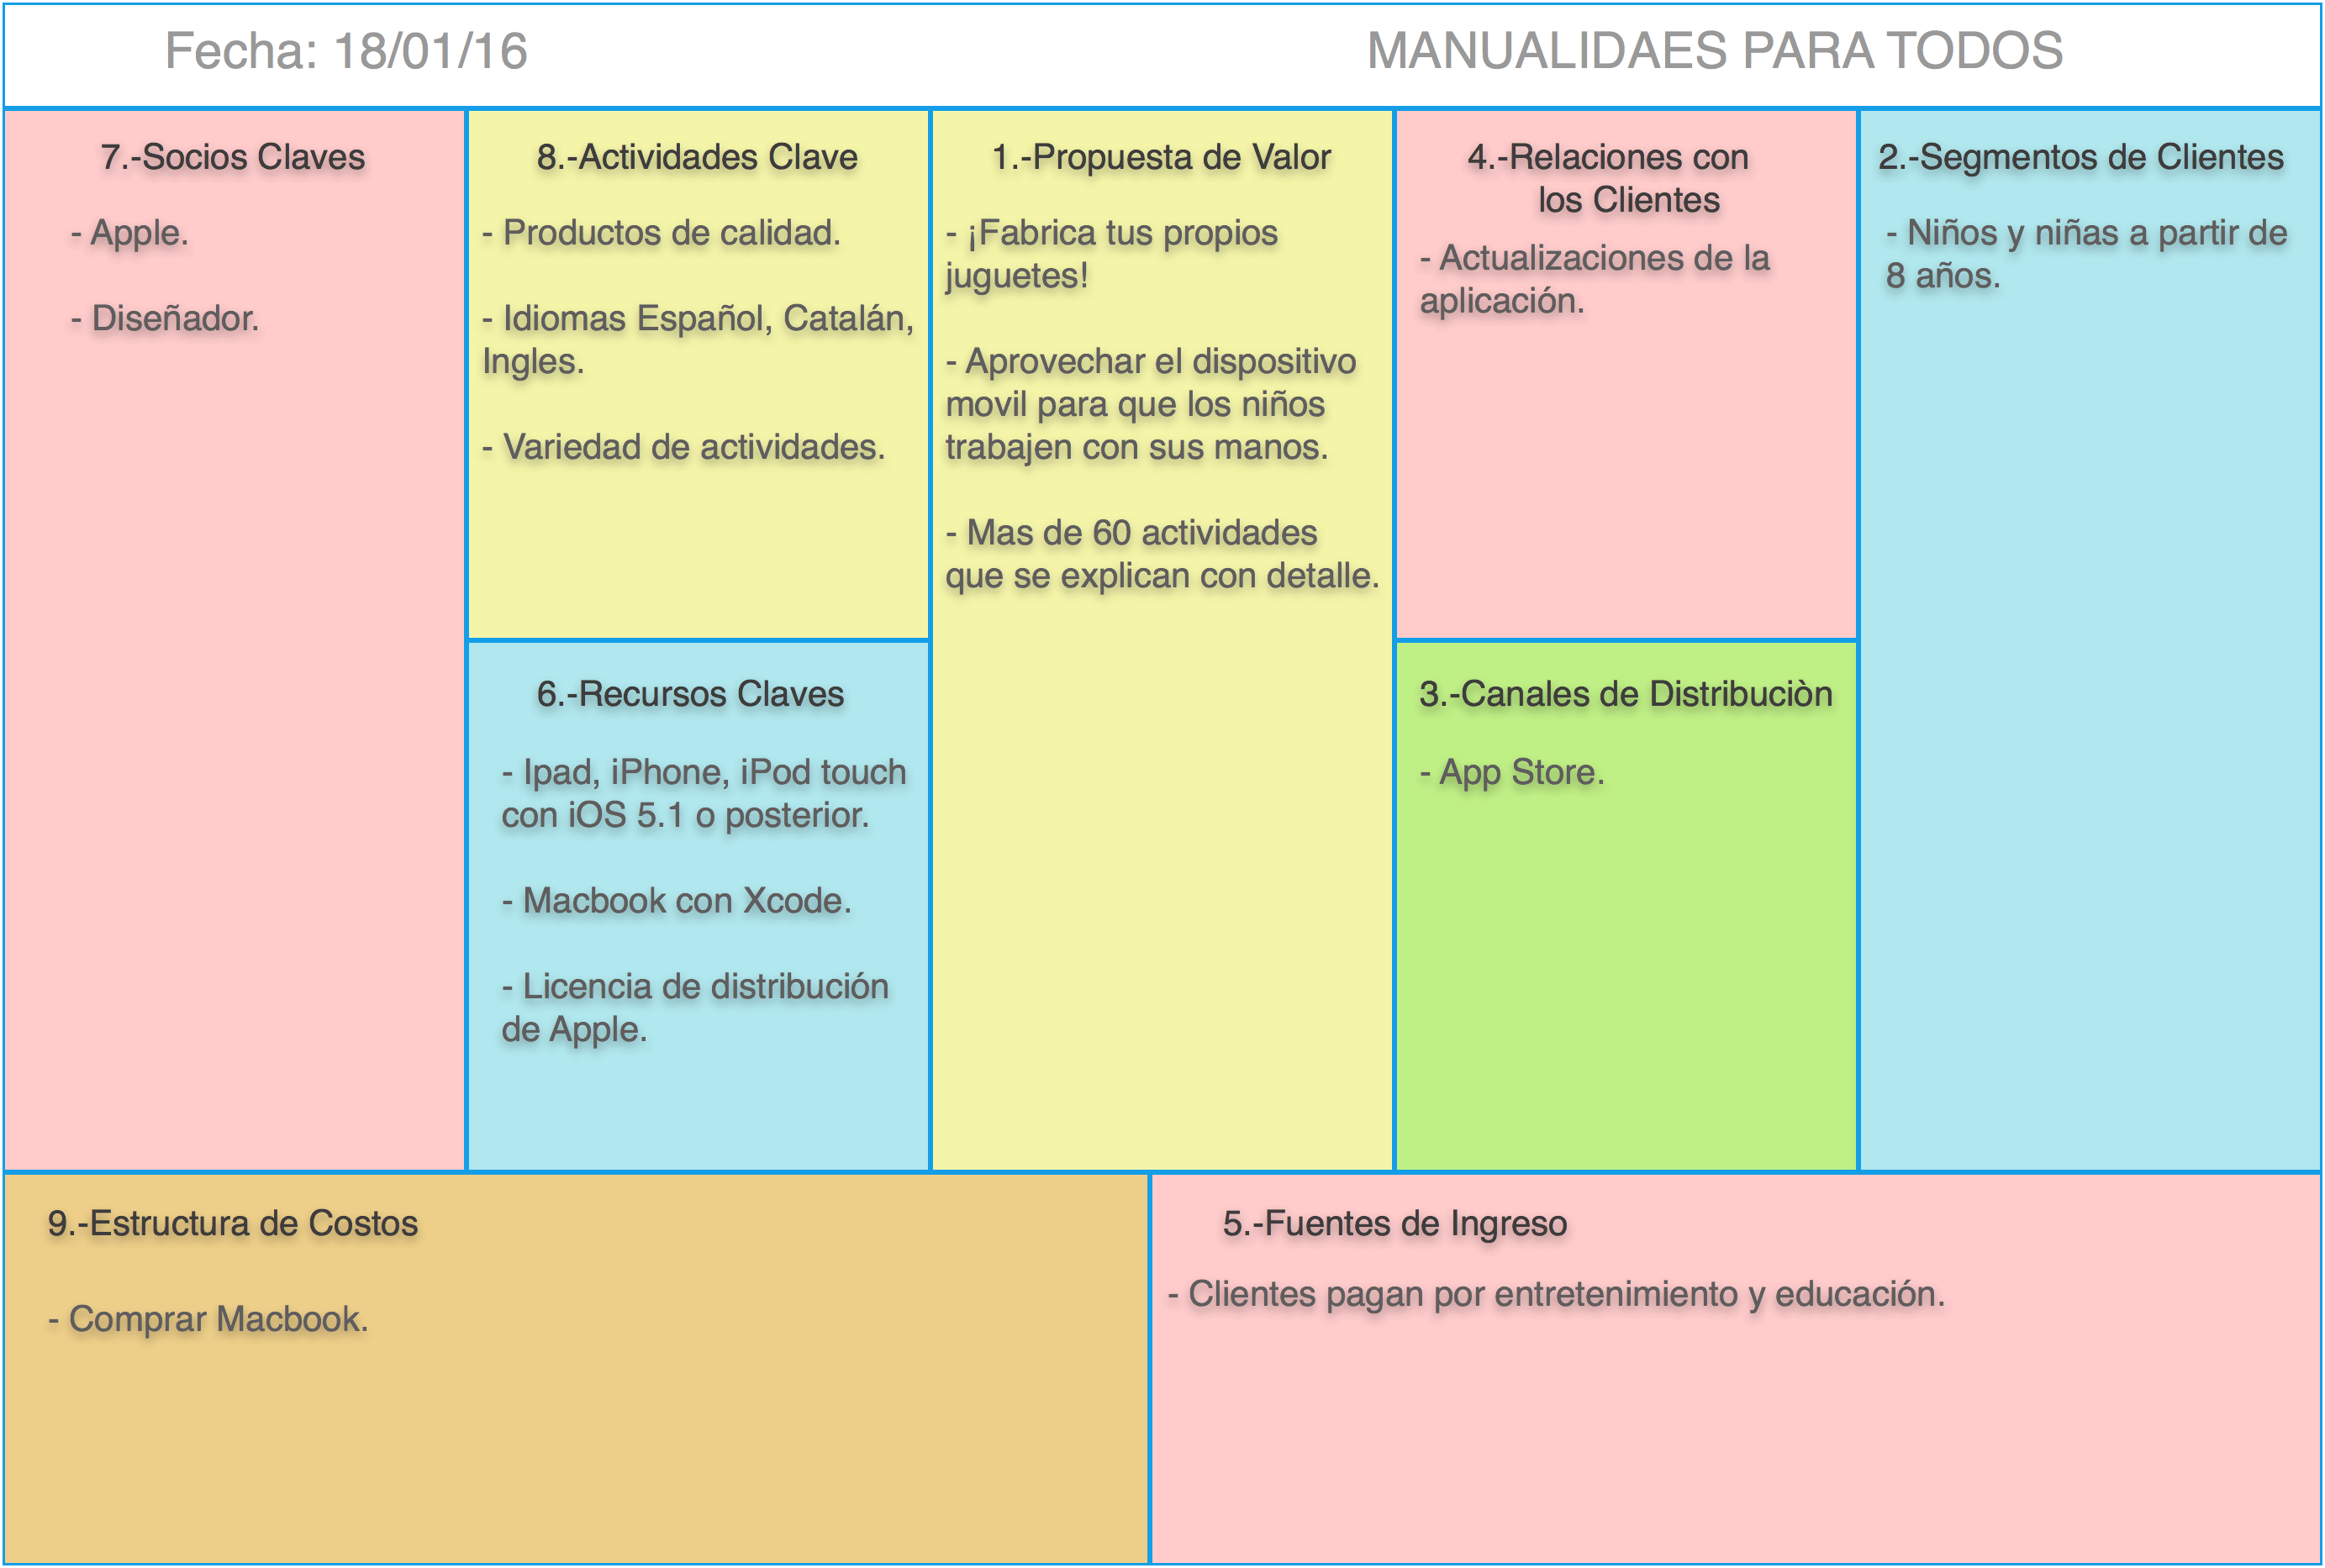 Fecha: 18/01/16
MANUALIDAES PARA TODOS
7.-Socios Claves
- Apple.
- Diseñador.
8.-Actividades Clave
- Productos de calidad.
- Idiomas Español, Catalán,
Ingles.
- Variedad de actividades.
6.-Recursos Claves
- Ipad, iPhone, iPod touch
con iOS 5.1 o posterior.
- Macbook con Xcode.
- Licencia de distribución
de Apple.
1.-Propuesta de Valor
- ¡Fabrica tus propios
juguetes!
- Aprovechar el dispositivo
movil para que los niños
trabajen con sus manos.
- Mas de 60 actividades
que se explican con detalle.
4.-Relaciones con
los Clientes
- Actualizaciones de la
aplicación.
3.-Canales de Distribuciòn
- App Store.
2.-Segmentos de Clientes
- Niños y niñas a partir de
8 años.
9.-Estructura de Costos
- Comprar Macbook.
5.-Fuentes de Ingreso
- Clientes pagan por entretenimiento y educación.